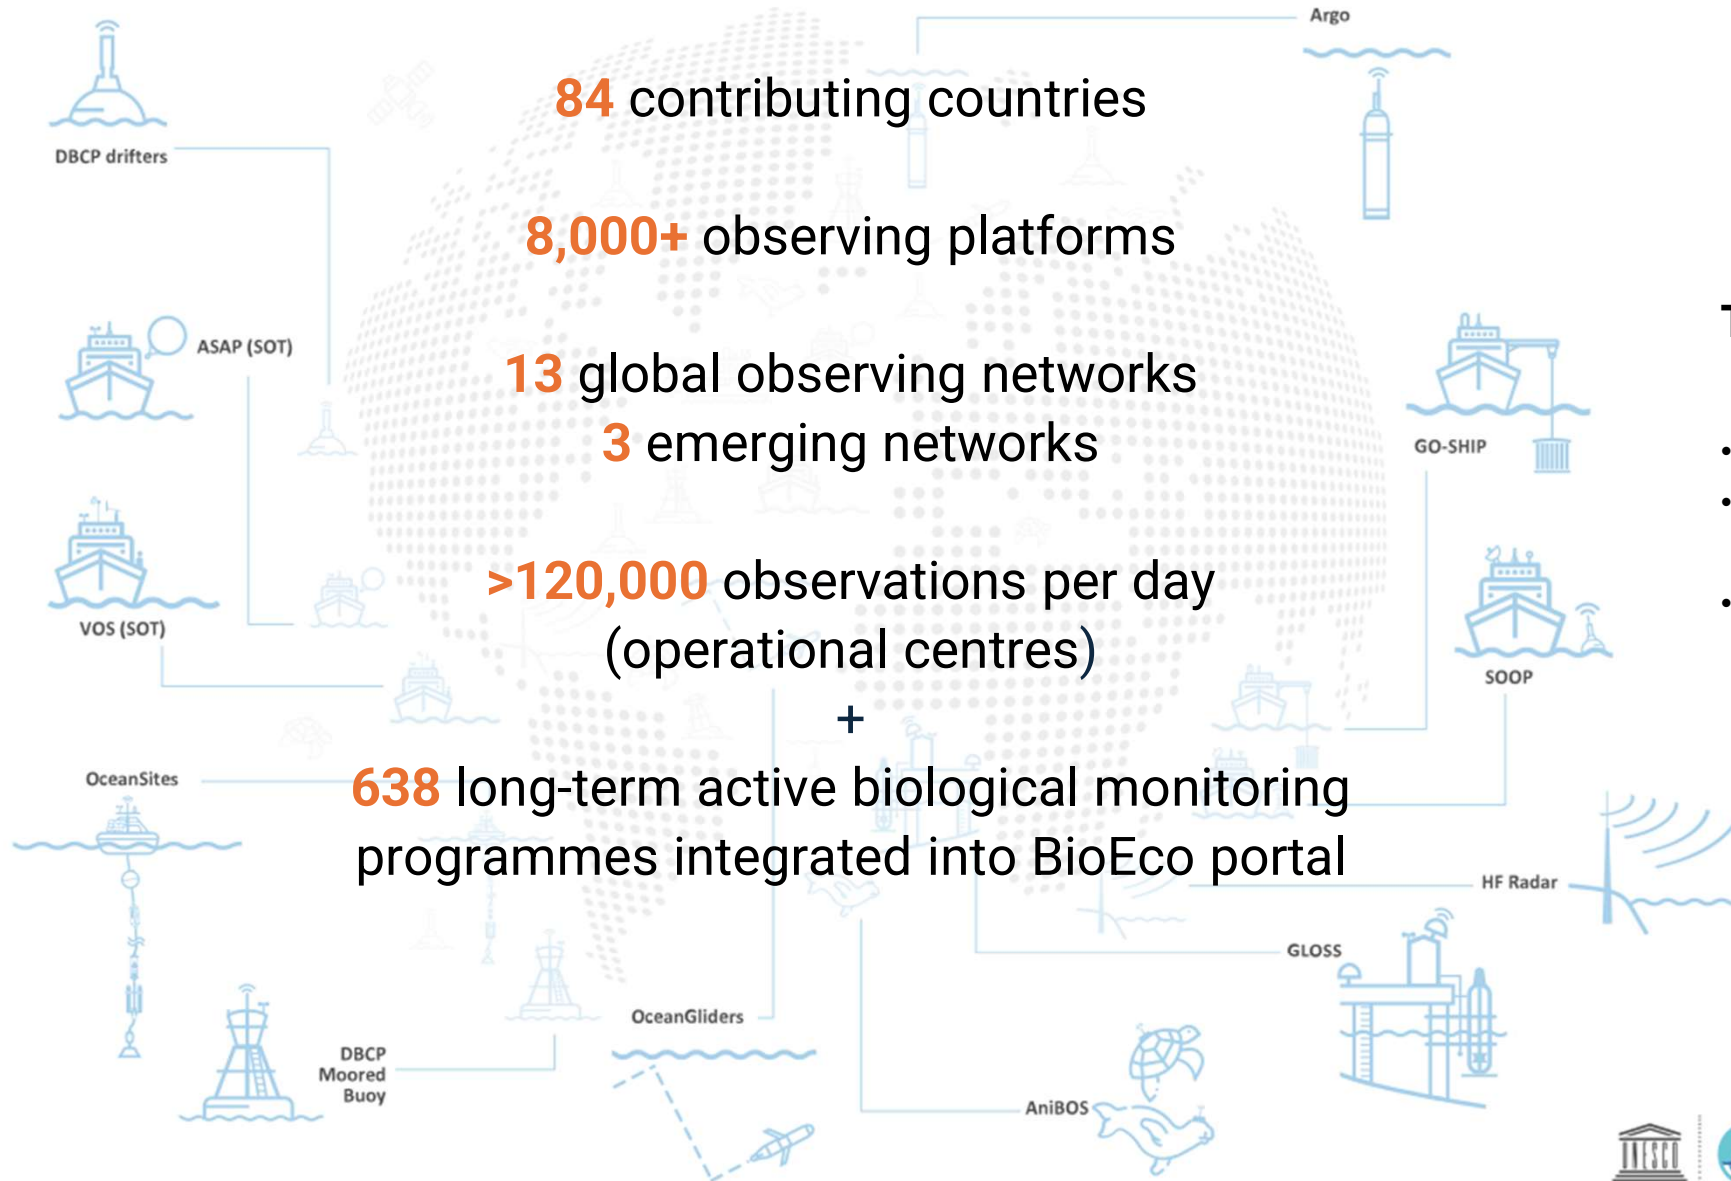 Argo
84 contributing countries
DBCP drifters
8,000+ observing platforms
ASAP (SOT)
13 global observing networks
3 emerging networks
GO-SHIP
>120,000 observations per day
(operational centres)
VOS (SOT)
SOOP
+
OceanSites
638 long-term active biological monitoring
programmes integrated into BioEco portal
HF Radar
GLOSS
OceanGliders
DBCP
Moored
Buoy
AniBOS
UNESCO